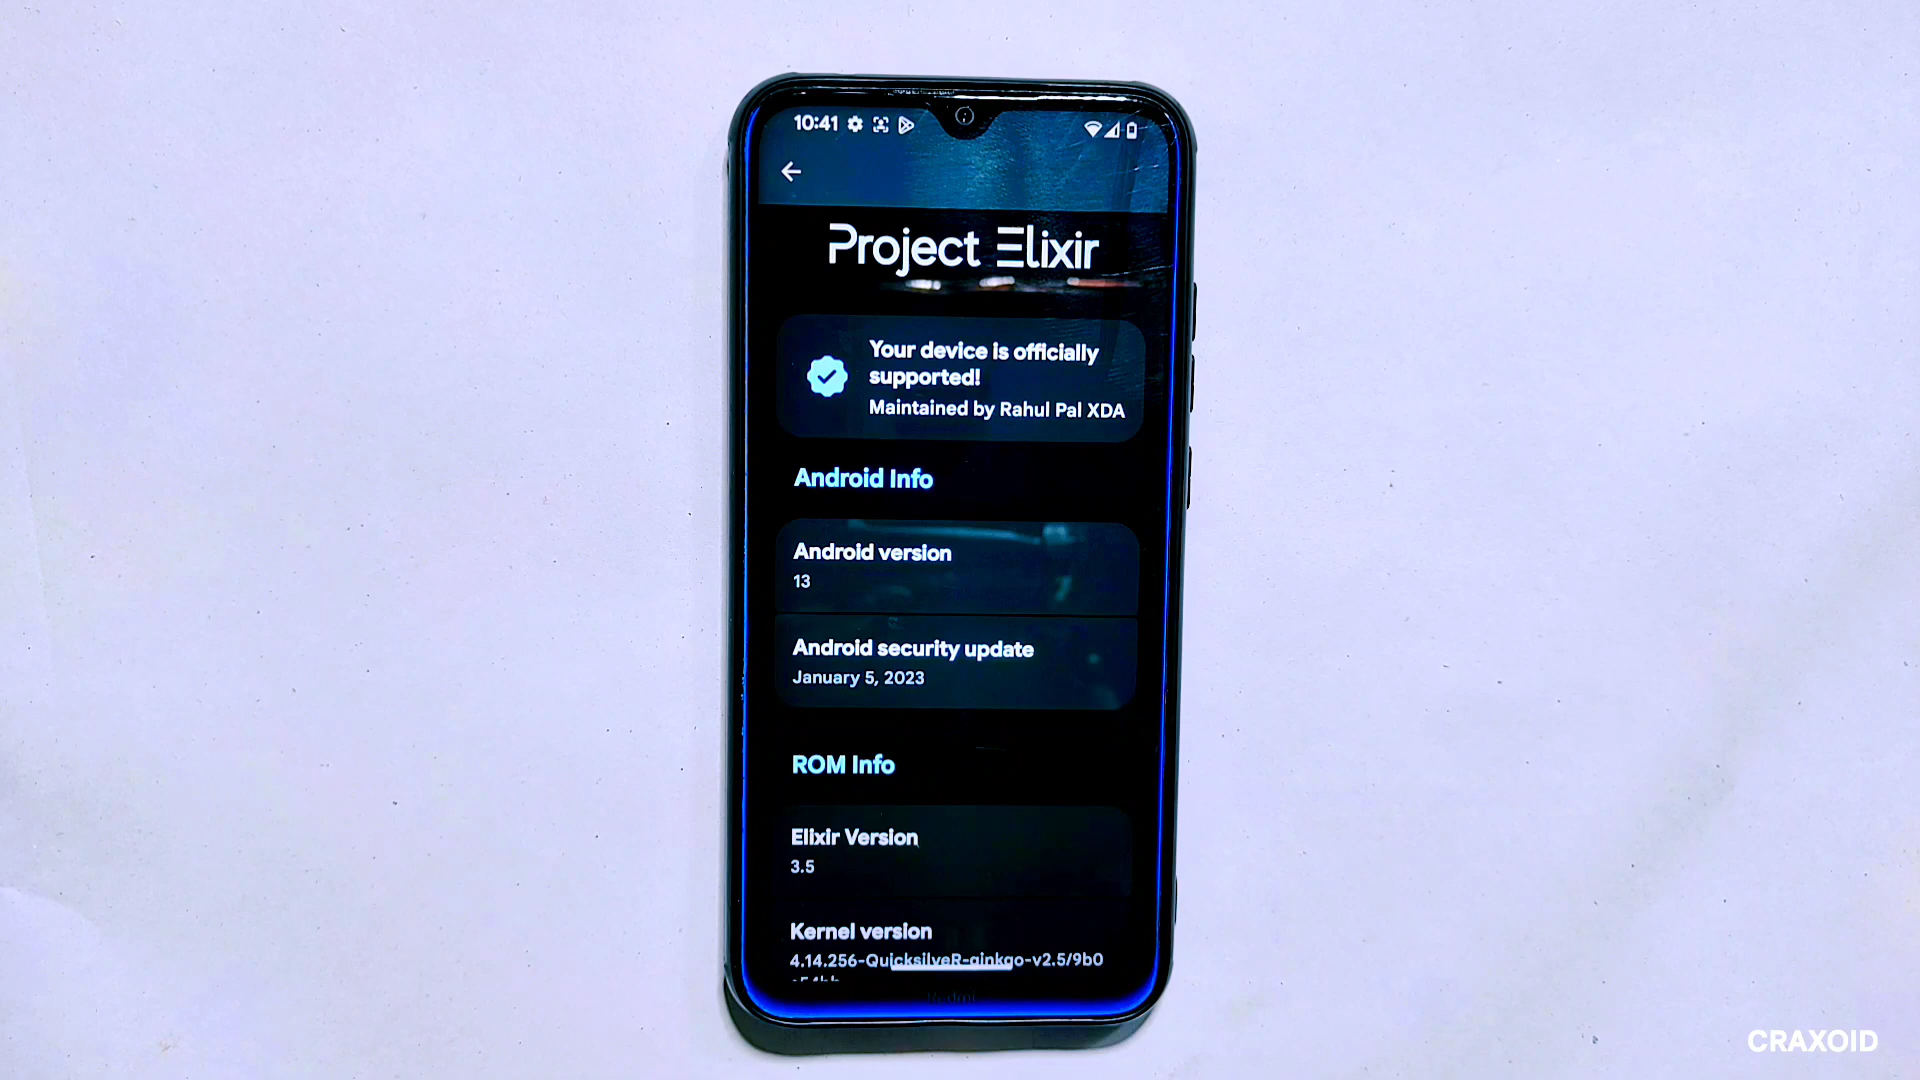 10:41
Project Elixir
Your device is officially
supported!
Maintained by Rahul Pal XDA
Android Info
Android version
13
Android security update
January 5, 2023
ROM Info
Elixir Version
3.5
Kernel version
4.14.256-QuicksilveR-ginkgo-v2.5/9b0
Redmi
CRAXOID